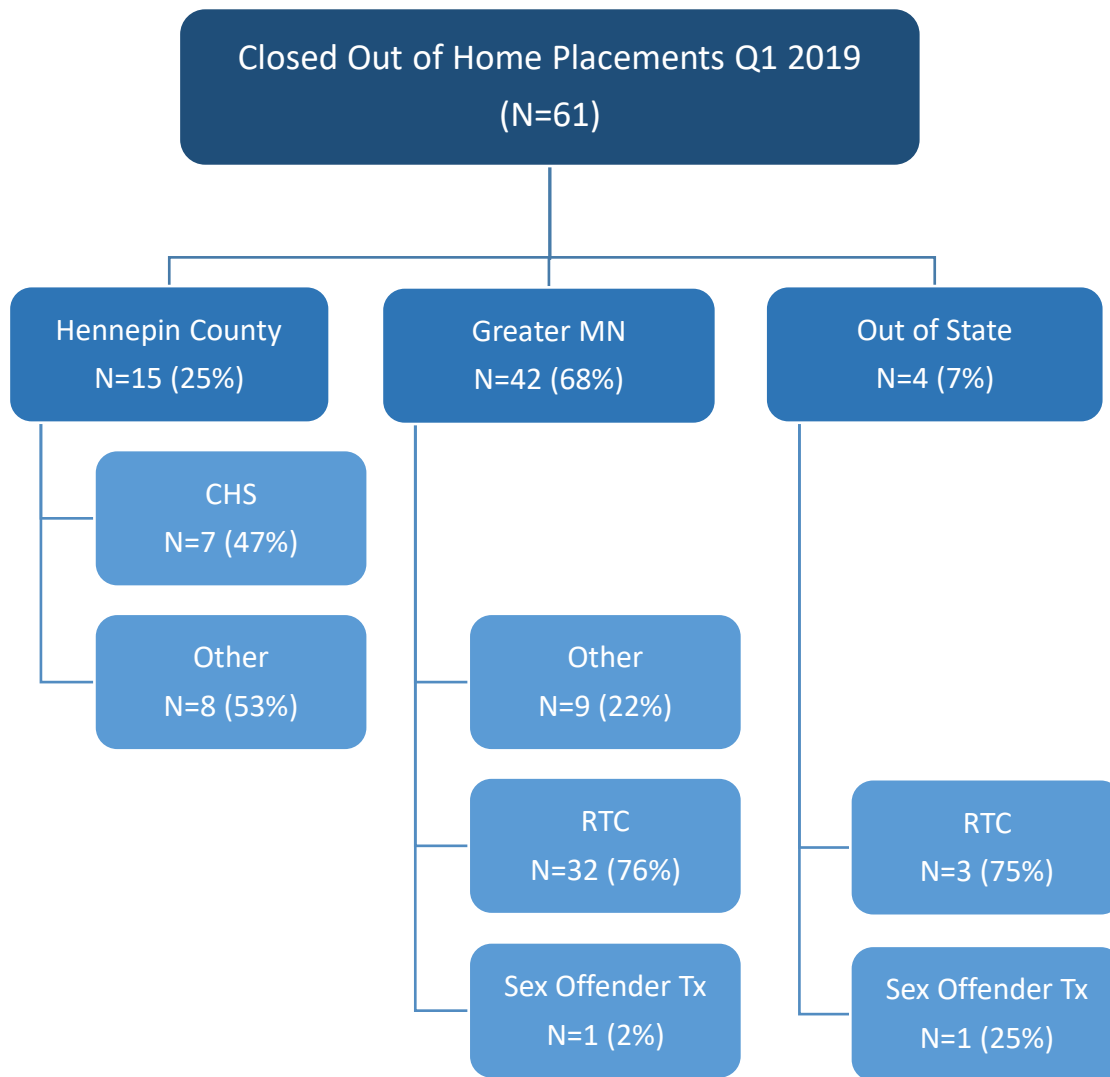 Closed Out of Home Placements Q1 2019
(N=61)
Hennepin County
N=15 (25%)
CHS
N=7 (47%)
Other
N=8 (53%)
Greater MN
N=42 (68%)
Other
N=9 (22%)
RTC
N=32 (76%)
Sex Offender Tx
N=1 (2%)
Out of State
N=4 (7%)
RTC
N=3 (75%)
Sex Offender Tx
N=1 (25%)